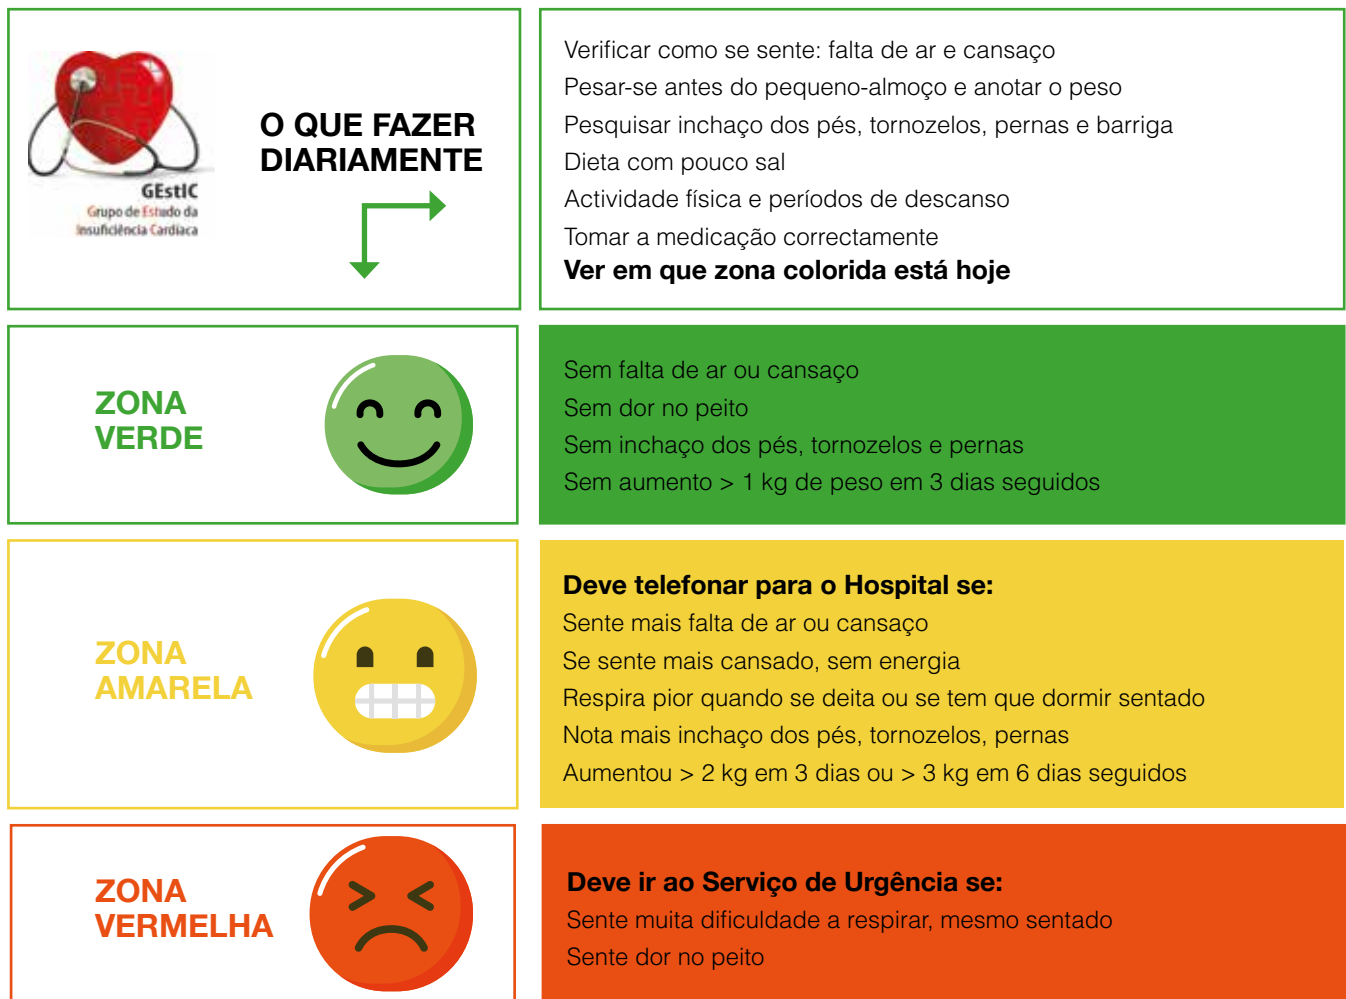 GEstIC
Grupo de Estudo da
Insuficiência Cardíaca
O QUE FAZER
DIARIAMENTE
Verificar como se sente: falta de ar e cansaço
Pesar-se antes do pequeno-almoço e anotar o peso
Pesquisar inchaço dos pés, tornozelos, pernas e barriga
Dieta com pouco sal
Actividade física e períodos de descanso
Tomar a medicação correctamente
Ver em que zona colorida está hoje
ZONA
VERDE
Sem falta de ar ou cansaço
Sem dor no peito
Sem inchaço dos pés, tornozelos e pernas
Sem aumento > 1 kg de peso em 3 dias seguidos
ZONA
AMARELA
Deve telefonar para o Hospital se:
Sente mais falta de ar ou cansaço
Se sente mais cansado, sem energia
Respira pior quando se deita ou se tem que dormir sentado
Nota mais inchaço dos pés, tornozelos, pernas
Aumentou > 2 kg em 3 dias ou > 3 kg em 6 dias seguidos
ZONA
VERMELHA
Deve ir ao Serviço de Urgência se:
Sente muita dificuldade a respirar, mesmo sentado
Sente dor no peito